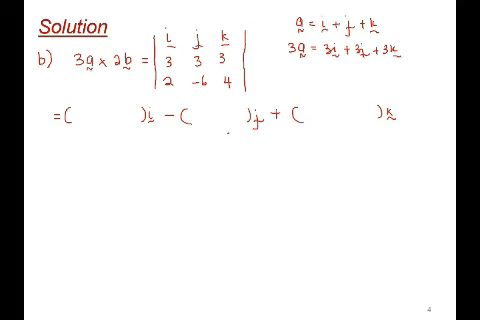 Solution
a = i + j + k
3a = 3i + 3j + 3k
b) 3a × 2b = | i j k |
| 3 3 3 |
| 2 -6 4 |
= ( ) i - ( ) j + ( ) k
4